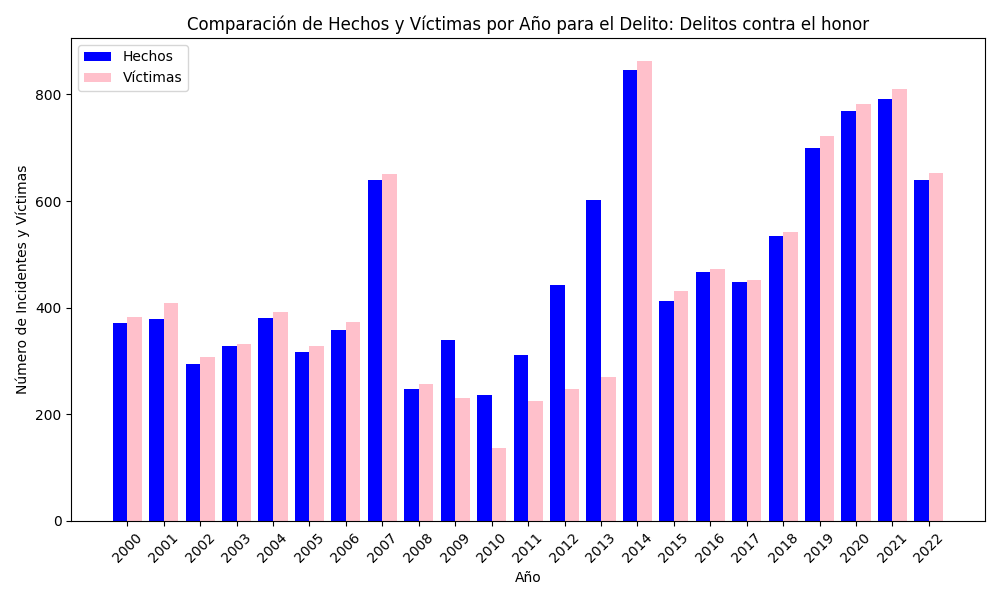 Comparación de Hechos y Víctimas por Año para el Delito: Delitos contra el honor
Hechos
Víctimas
Número de Incidentes y Víctimas
800
600
400
200
0
2000 2001 2002 2003 2004 2005 2006 2007 2008 2009 2010 2011 2012 2013 2014 2015 2016 2017 2018 2019 2020 2021 2022
Año